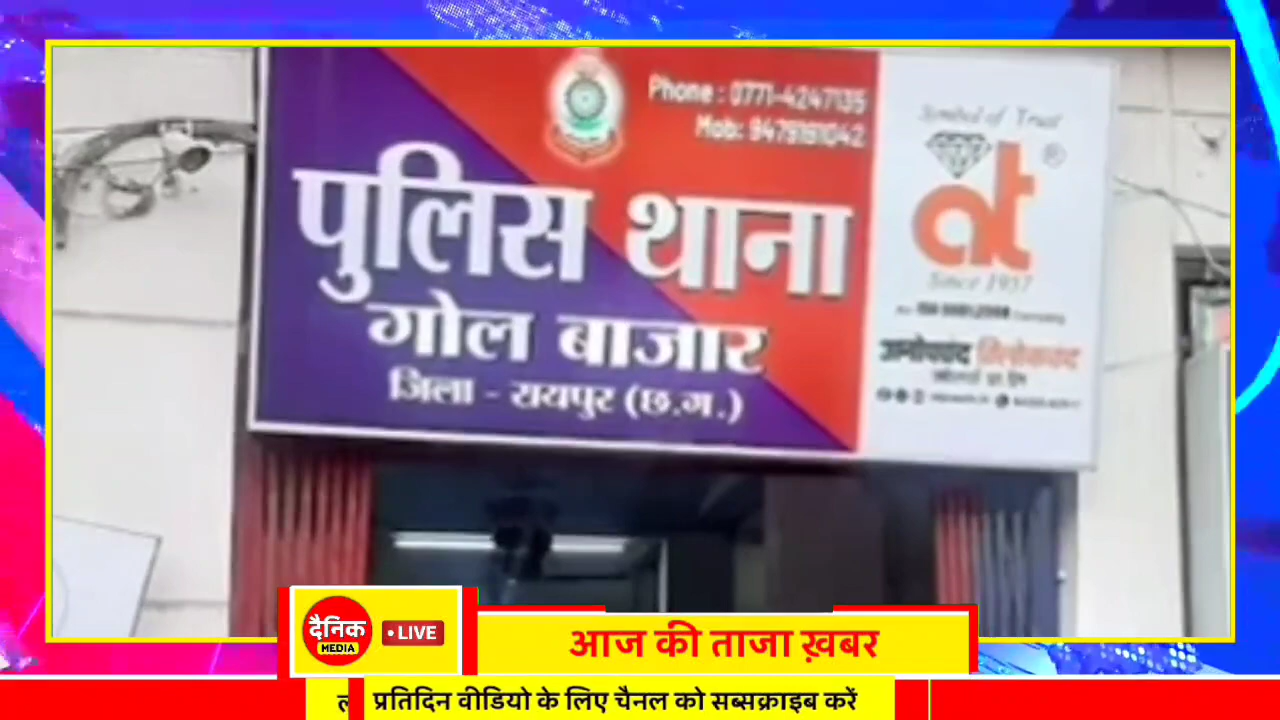 Phone : 0771-4247135
Mob: 9479191042
पुलिस थाना
गोल बाजार
जिला - रायपुर (छ.ग.)
Symbol of Trust
at
®
Since 1957
दैनिक
MEDIA
• LIVE
आज की ताजा ख़बर
प्रतिदिन वीडियो के लिए चैनल को सब्सक्राइब करें